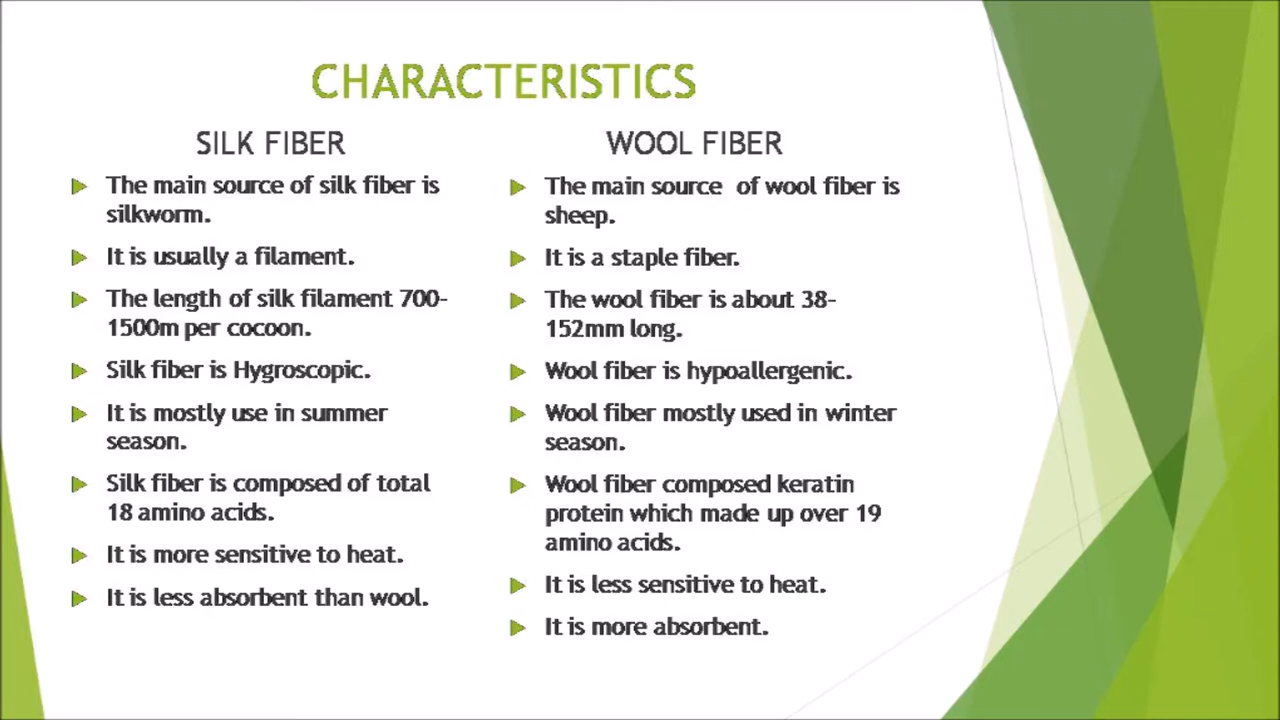 CHARACTERISTICS
SILK FIBER
The main source of silk fiber is
silkworm.
It is usually a filament.
The length of silk filament 700-
1500m per cocoon.
Silk fiber is Hygroscopic.
It is mostly use in summer
season.
Silk fiber is composed of total
18 amino acids.
It is more sensitive to heat.
It is less absorbent than wool.
WOOL FIBER
The main source of wool fiber is
sheep.
It is a staple fiber.
The wool fiber is about 38-
152mm long.
Wool fiber is hypoallergenic.
Wool fiber mostly used in winter
season.
Wool fiber composed keratin
protein which made up over 19
amino acids.
It is less sensitive to heat.
It is more absorbent.